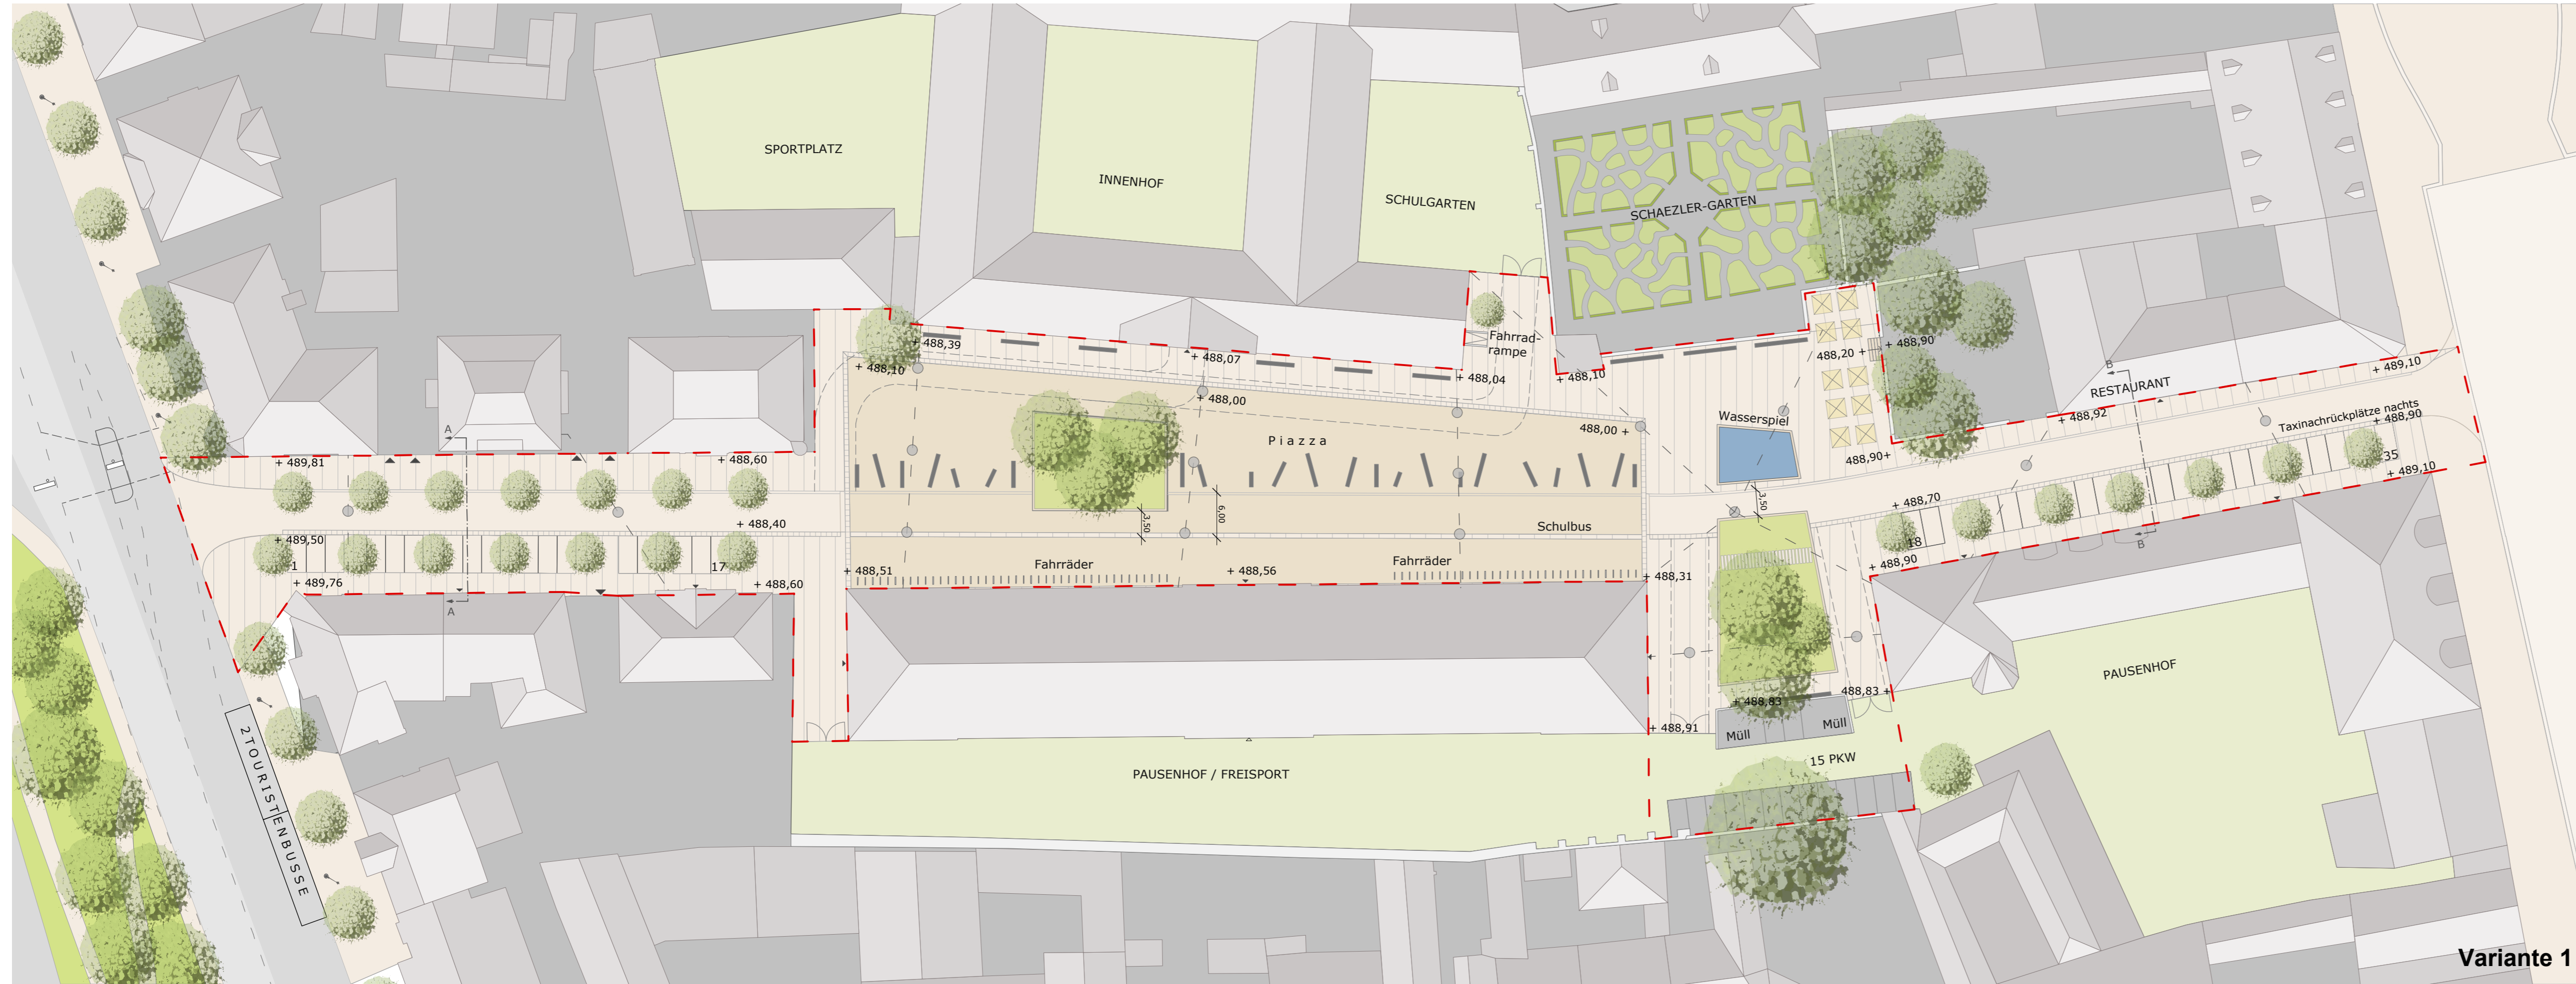 SPORTPLATZ
INNENHOF
SCHULGARTEN
SCHAEZLER-GARTEN
Fahrrad-
rampe
+ 488,39
+ 488,10
+ 488,07
+ 488,00
+ 488,04
+ 488,10
488,20 +
+ 488,90
RESTAURANT
+ 489,10
B
+ 488,92
Taxinachrückplätze nachts
+ 488,90
35
+ 489,10
Wasserspiel
488,00 +
Piazza
488,90+
A
+ 489,81
+ 488,60
+ 488,40
3,50
6,00
3,50
Schulbus
+ 488,70
18
B
+ 489,50
1
17
+ 489,76
+ 488,60
A
+ 488,51
Fahrräder
+ 488,56
Fahrräder
+ 488,31
+ 488,90
PAUSENHOF
488,83 +
+ 488,83
+ 488,91
Müll
Müll
15 PKW
PAUSENHOF / FREISPORT
2 TOURISTENBUSSE
Variante 1